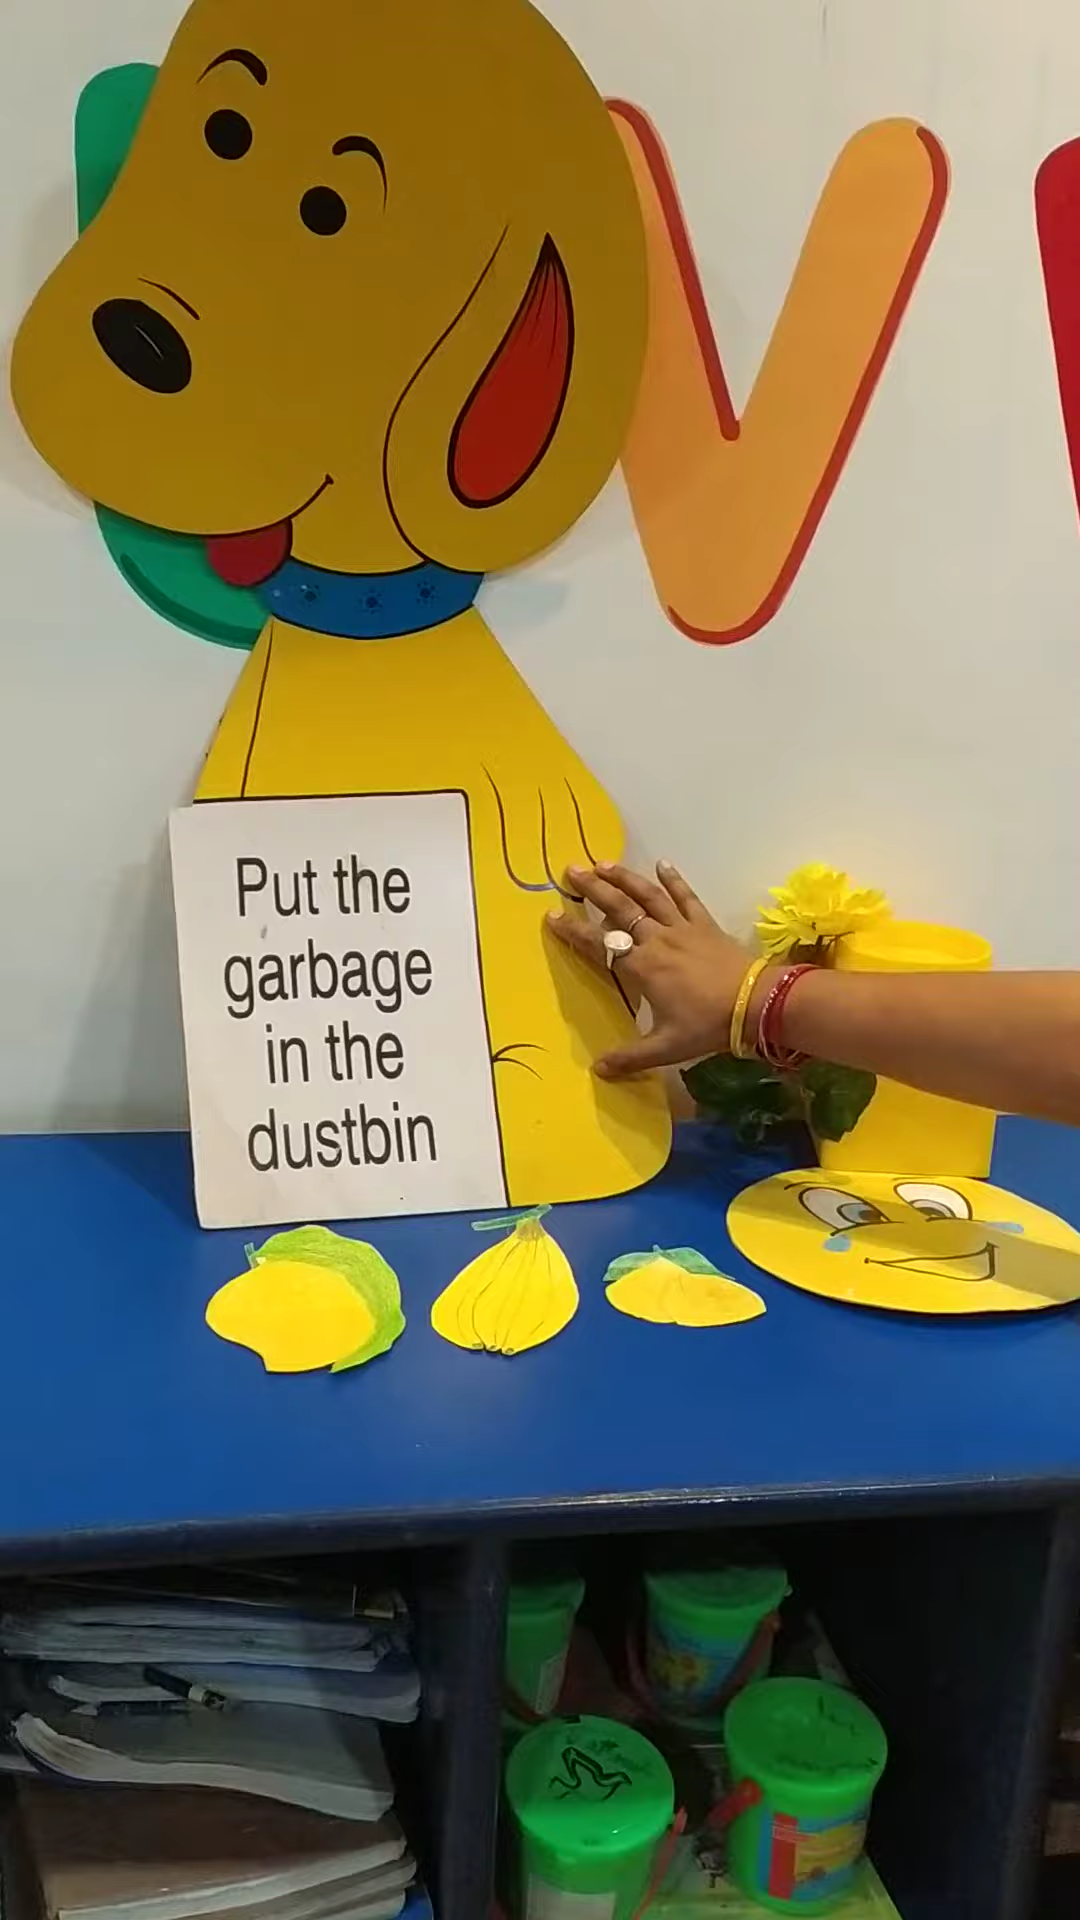 V
Put the
garbage
in the
dustbin